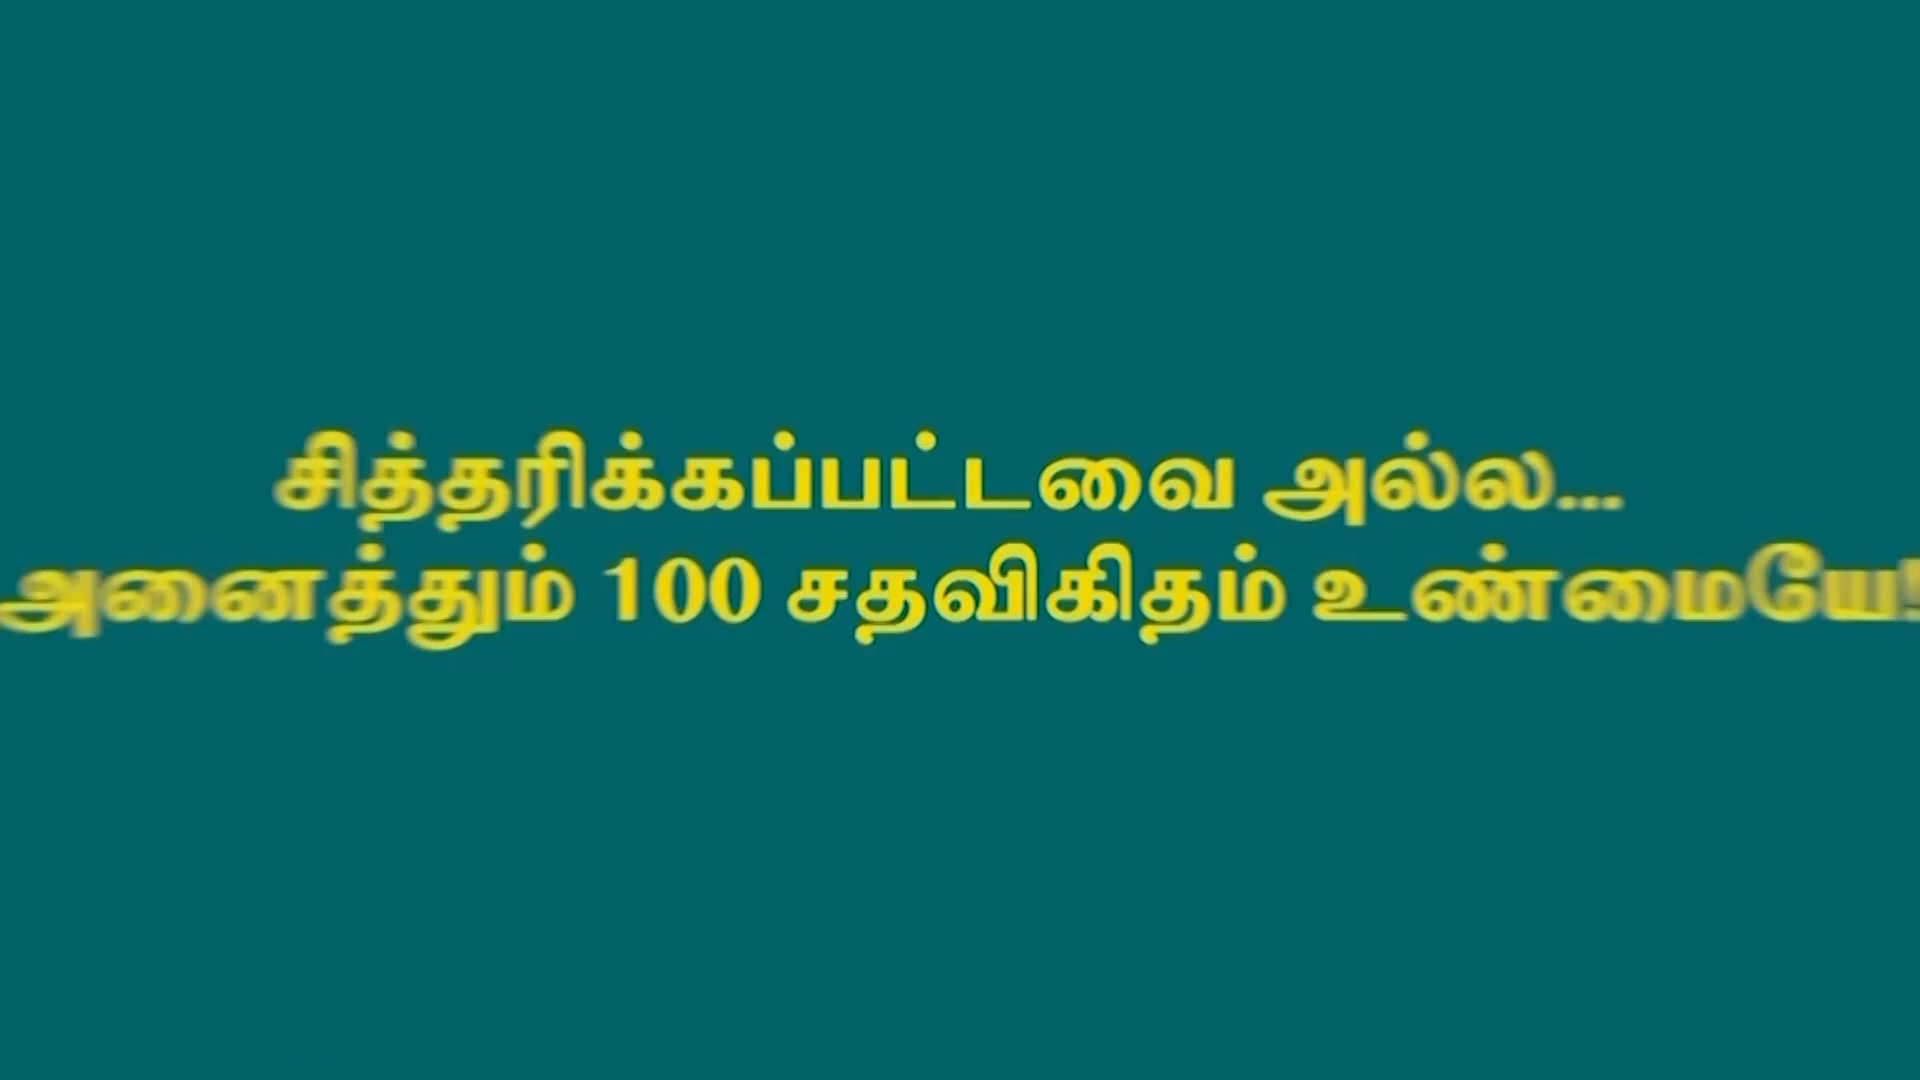 சித்தரிக்கப்பட்டவை அல்ல...
அனைத்தும் 100 சதவிகிதம் உண்மையே!